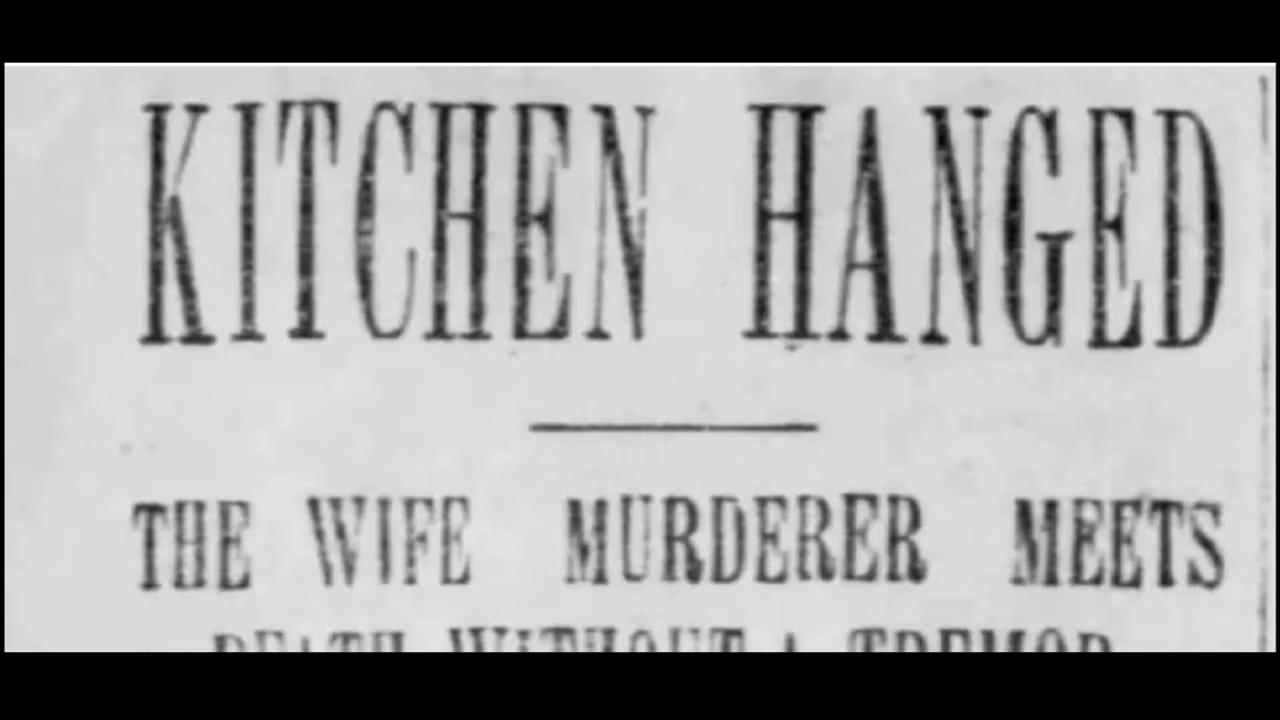 KITCHEN HANGED
THE WIFE MURDERER MEETS
DEATH WITHOUT A TREMOR